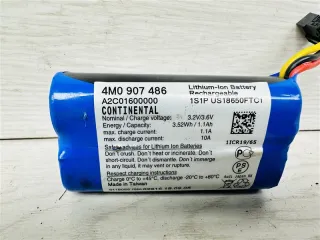 4M0 907 486
Lithium-Ion Battery
Rechargeable
A2C01600000
1S1P US18650FTC1
CONTINENTAL
Nominal / Charge voltage: 3.2V/3.6V
Energy / Capacity: 3.52Wh / 1.1Ah
max. charge current: 1.1A
max. discharge current: 10A
Safety advices for Lithium Ion Batteries
Don't crush. Don't heat or incinerate.
Don't short-circuit. Don't dismantle.
Don't immerse in any liquid,
it may vent or rupture.
Respect charging instructions
Charge 0°C to +45°C, discharge -20°C to +60°C
Made in Taiwan
1ICR19/66